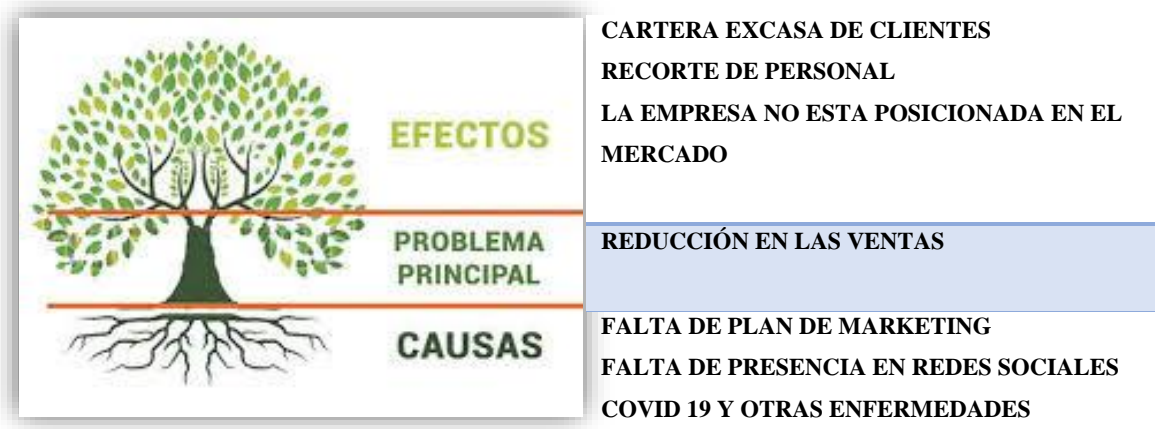 CARTERA EXCASA DE CLIENTES
RECORTE DE PERSONAL
LA EMPRESA NO ESTA POSICIONADA EN EL
MERCADO
EFECTOS
REDUCCIÓN EN LAS VENTAS
PROBLEMA
PRINCIPAL
FALTA DE PLAN DE MARKETING
FALTA DE PRESENCIA EN REDES SOCIALES
COVID 19 Y OTRAS ENFERMEDADES
CAUSAS